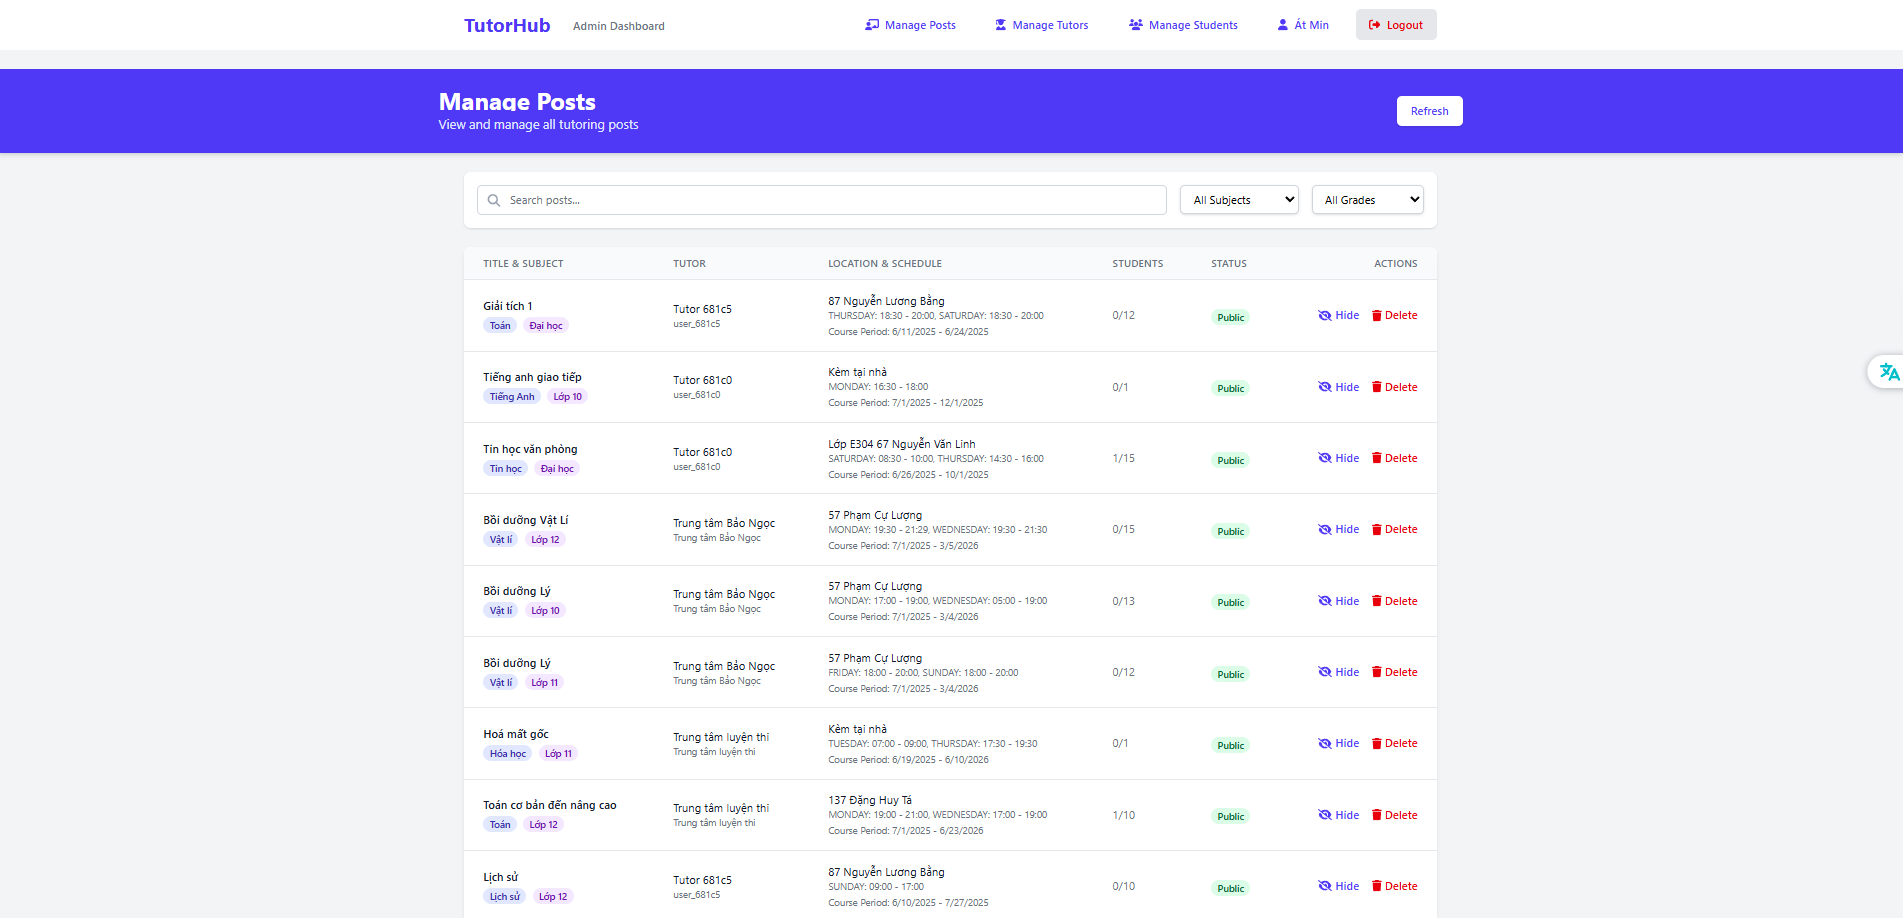 TutorHub
Admin Dashboard
Manage Posts
Manage Tutors
Manage Students
Át Min
Logout
Manage Posts
View and manage all tutoring posts
Refresh
Search posts...
All Subjects
All Grades
TITLE & SUBJECT
TUTOR
LOCATION & SCHEDULE
STUDENTS
STATUS
ACTIONS
Giải tích 1
Toán
Đại học
Tutor 681c5
user_681c5
87 Nguyễn Lương Bằng
THURSDAY: 18:30 - 20:00, SATURDAY: 18:30 - 20:00
Course Period: 6/11/2025 - 6/24/2025
0/12
Public
Hide
Delete
Tiếng anh giao tiếp
Tiếng Anh
Lớp 10
Tutor 681c0
user_681c0
Kèm tại nhà
MONDAY: 16:30 - 18:00
Course Period: 7/1/2025 - 12/1/2025
0/1
Public
Hide
Delete
Tin học văn phòng
Tin học
Đại học
Tutor 681c0
user_681c0
Lớp E304 67 Nguyễn Văn Linh
SATURDAY: 08:30 - 10:00, THURSDAY: 14:30 - 16:00
Course Period: 6/26/2025 - 10/1/2025
1/15
Public
Hide
Delete
Bồi dưỡng Vật Lí
Vật lí
Lớp 12
Trung tâm Bảo Ngọc
Trung tâm Bảo Ngọc
57 Phạm Cự Lượng
MONDAY: 19:30 - 21:29, WEDNESDAY: 19:30 - 21:30
Course Period: 7/1/2025 - 3/5/2026
0/15
Public
Hide
Delete
Bồi dưỡng Lý
Vật lí
Lớp 10
Trung tâm Bảo Ngọc
Trung tâm Bảo Ngọc
57 Phạm Cự Lượng
MONDAY: 17:00 - 19:00, WEDNESDAY: 05:00 - 19:00
Course Period: 7/1/2025 - 3/4/2026
0/13
Public
Hide
Delete
Bồi dưỡng Lý
Vật lí
Lớp 11
Trung tâm Bảo Ngọc
Trung tâm Bảo Ngọc
57 Phạm Cự Lượng
FRIDAY: 18:00 - 20:00, SUNDAY: 18:00 - 20:00
Course Period: 7/1/2025 - 3/4/2026
0/12
Public
Hide
Delete
Hoá mất gốc
Hóa học
Lớp 11
Trung tâm luyện thi
Trung tâm luyện thi
Kèm tại nhà
TUESDAY: 07:00 - 09:00, THURSDAY: 17:30 - 19:30
Course Period: 6/19/2025 - 6/10/2026
0/1
Public
Hide
Delete
Toán cơ bản đến nâng cao
Toán
Lớp 12
Trung tâm luyện thi
Trung tâm luyện thi
137 Đặng Huy Tá
MONDAY: 19:00 - 21:00, WEDNESDAY: 17:00 - 19:00
Course Period: 7/1/2025 - 6/23/2026
1/10
Public
Hide
Delete
Lịch sử
Lịch sử
Lớp 12
Tutor 681c5
user_681c5
87 Nguyễn Lương Bằng
SUNDAY: 09:00 - 17:00
Course Period: 6/10/2025 - 7/27/2025
0/10
Public
Hide
Delete